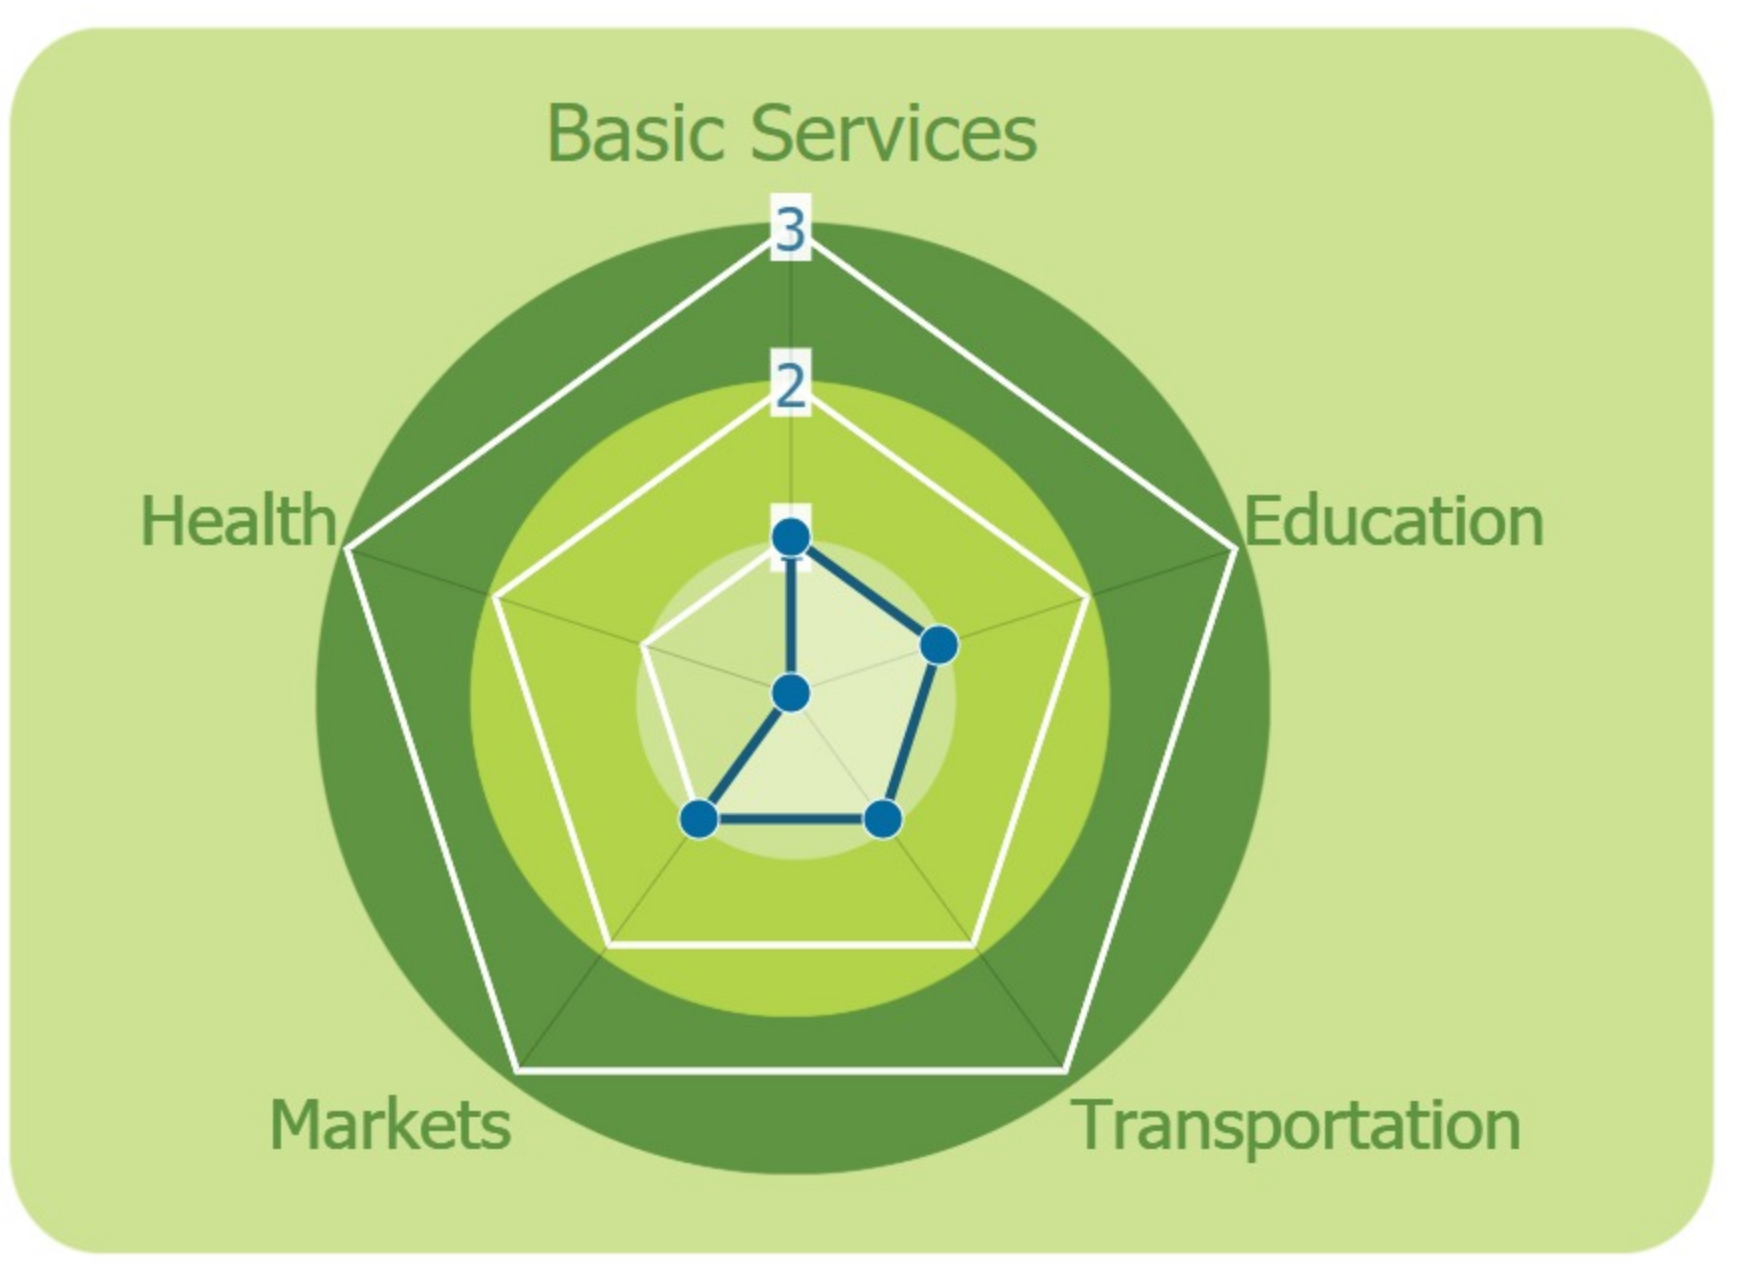 Basic Services
3
2
Health
Education
Markets
Transportation